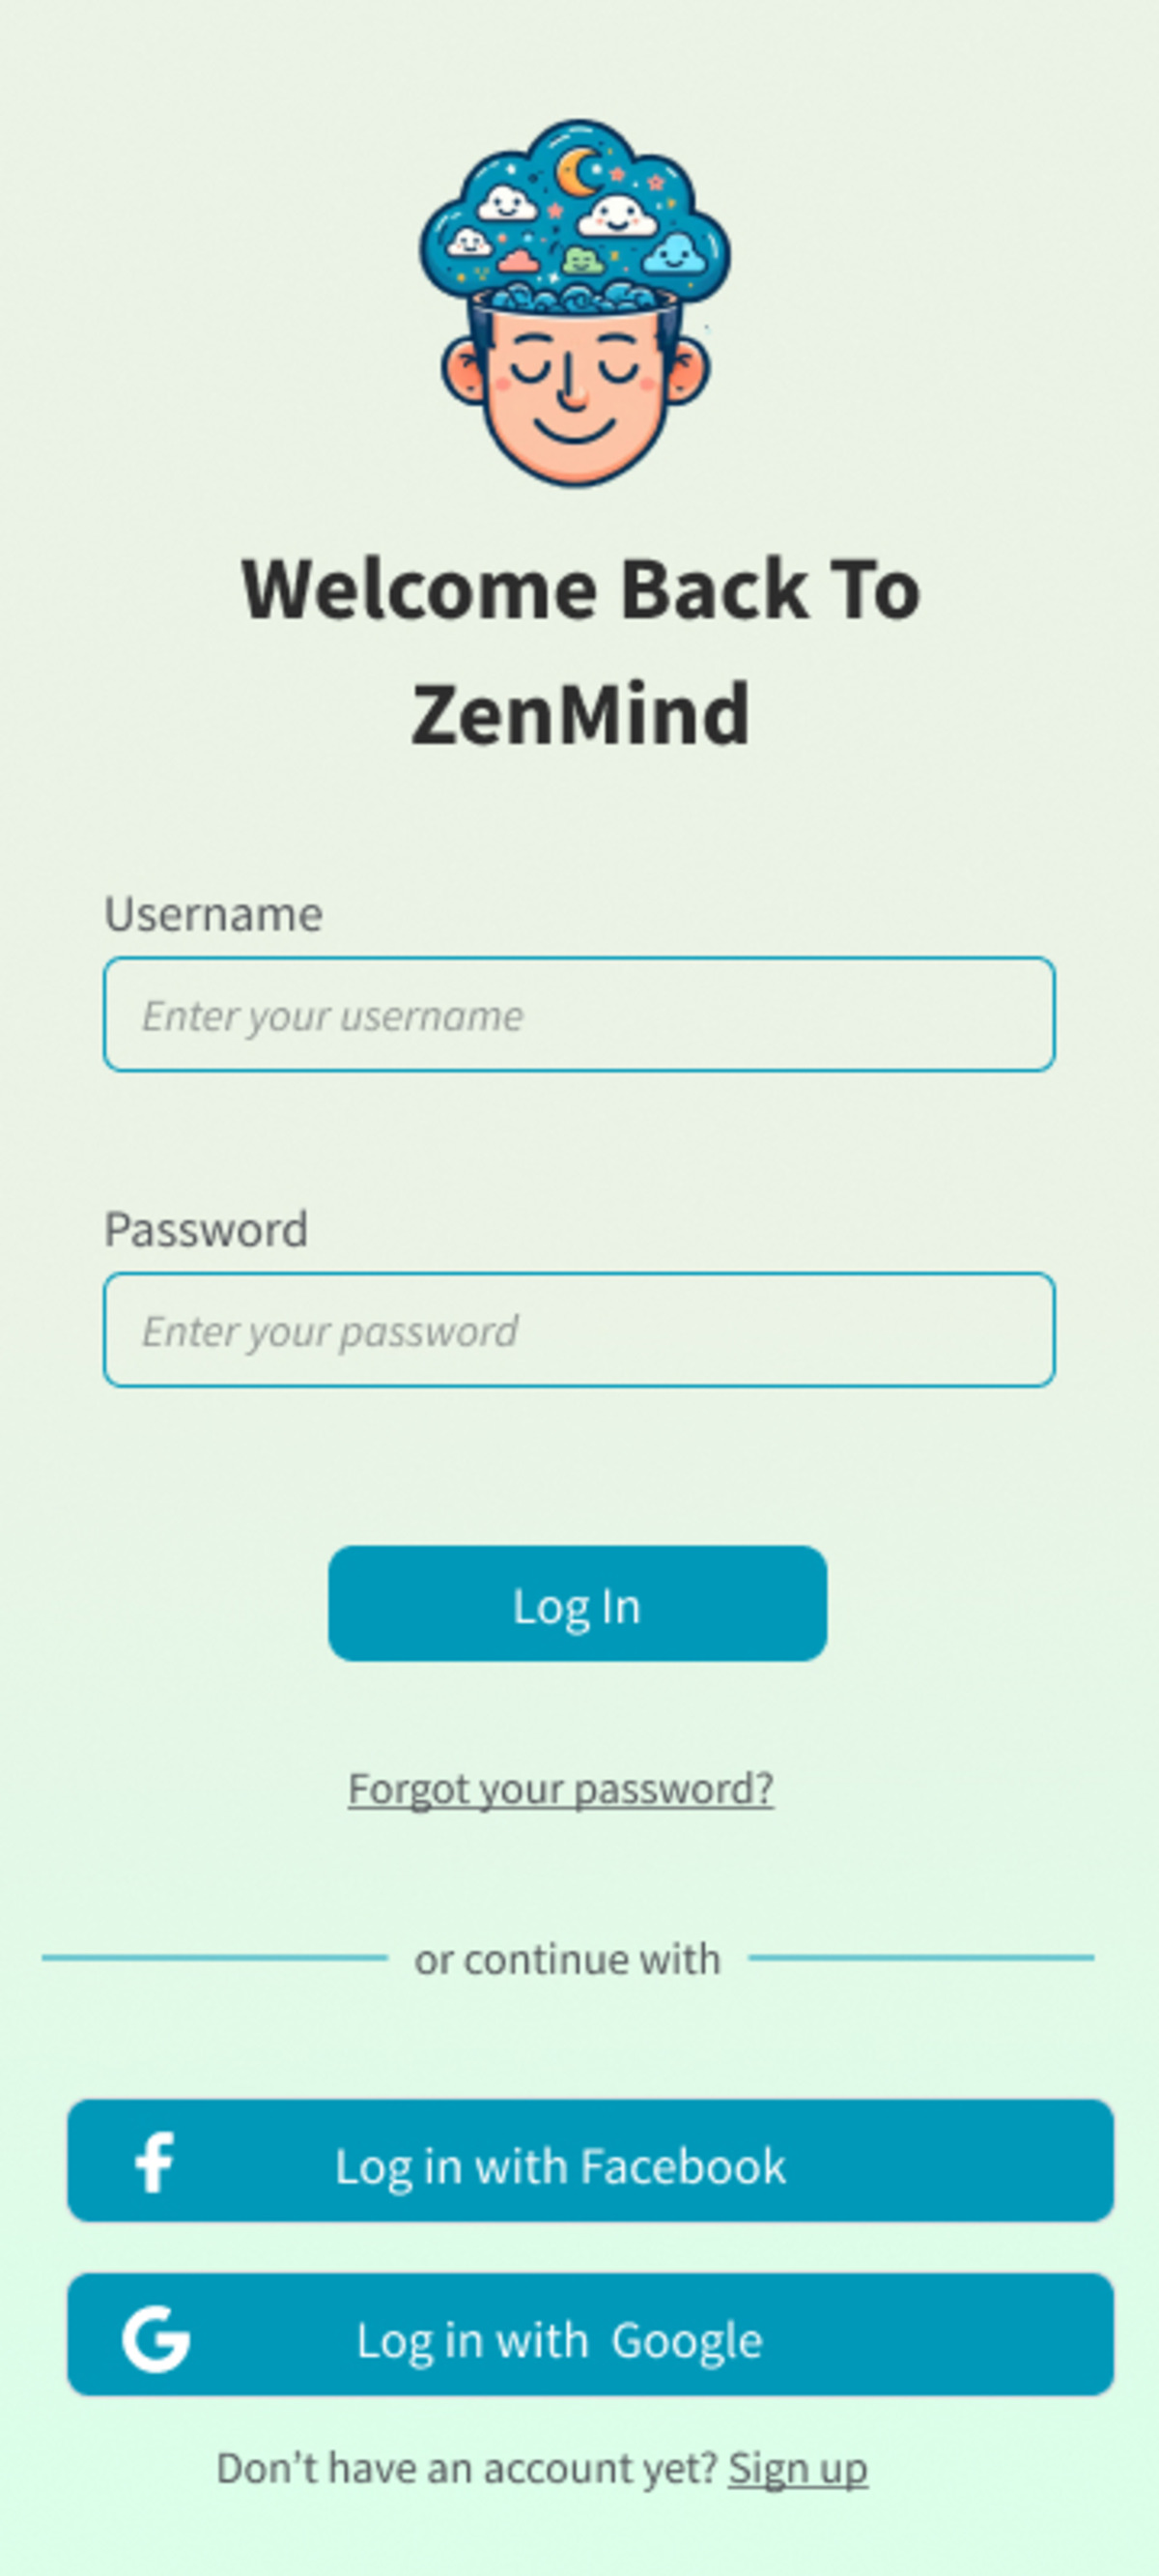 Welcome Back To
ZenMind
Username
Enter your username
Password
Enter your password
Log In
Forgot your password?
or continue with
Log in with Facebook
Log in with  Google
Don't have an account yet? Sign up